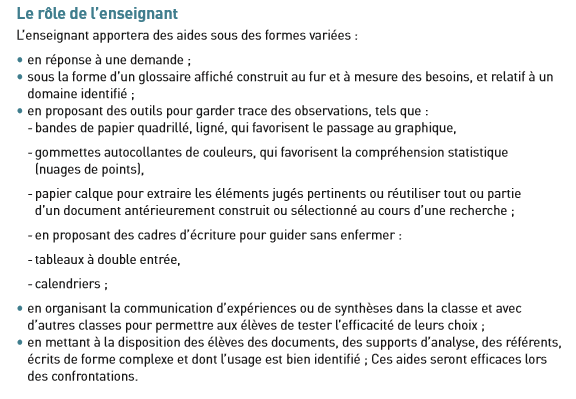 Le rôle de l'enseignant
L'enseignant apportera des aides sous des formes variées :
• en réponse à une demande ;
• sous la forme d'un glossaire affiché construit au fur et à mesure des besoins, et relatif à un
domaine identifié ;
• en proposant des outils pour garder trace des observations, tels que :
- bandes de papier quadrillé, ligné, qui favorisent le passage au graphique,
- gommettes autocollantes de couleurs, qui favorisent la compréhension statistique
(nuages de points),
- papier calque pour extraire les éléments jugés pertinents ou réutiliser tout ou partie
d'un document antérieurement construit ou sélectionné au cours d'une recherche ;
- en proposant des cadres d'écriture pour guider sans enfermer :
- tableaux à double entrée,
- calendriers ;
• en organisant la communication d'expériences ou de synthèses dans la classe et avec
d'autres classes pour permettre aux élèves de tester l'efficacité de leurs choix ;
• en mettant à la disposition des élèves des documents, des supports d'analyse, des référents,
écrits de forme complexe et dont l'usage est bien identifié ; Ces aides seront efficaces lors
des confrontations.